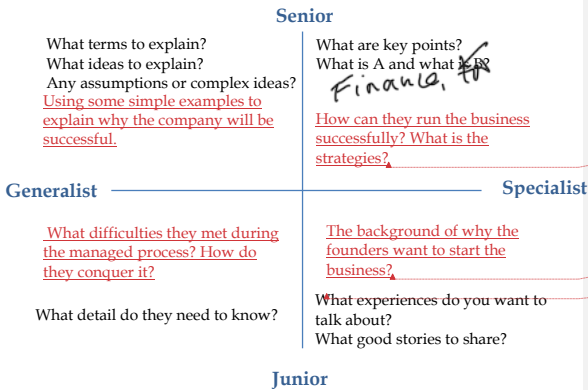 Senior
What terms to explain?
What ideas to explain?
Any assumptions or complex ideas?
Using some simple examples to
explain why the company will be
successful.
What are key points?
What is A and what is B?
Finance,
How can they run the business
successfully? What is the
strategies?
Generalist
Specialist
What difficulties they met during
the managed process? How do
they conquer it?
What detail do they need to know?
The background of why the
founders want to start the
business?
What experiences do you want to
talk about?
What good stories to share?
Junior